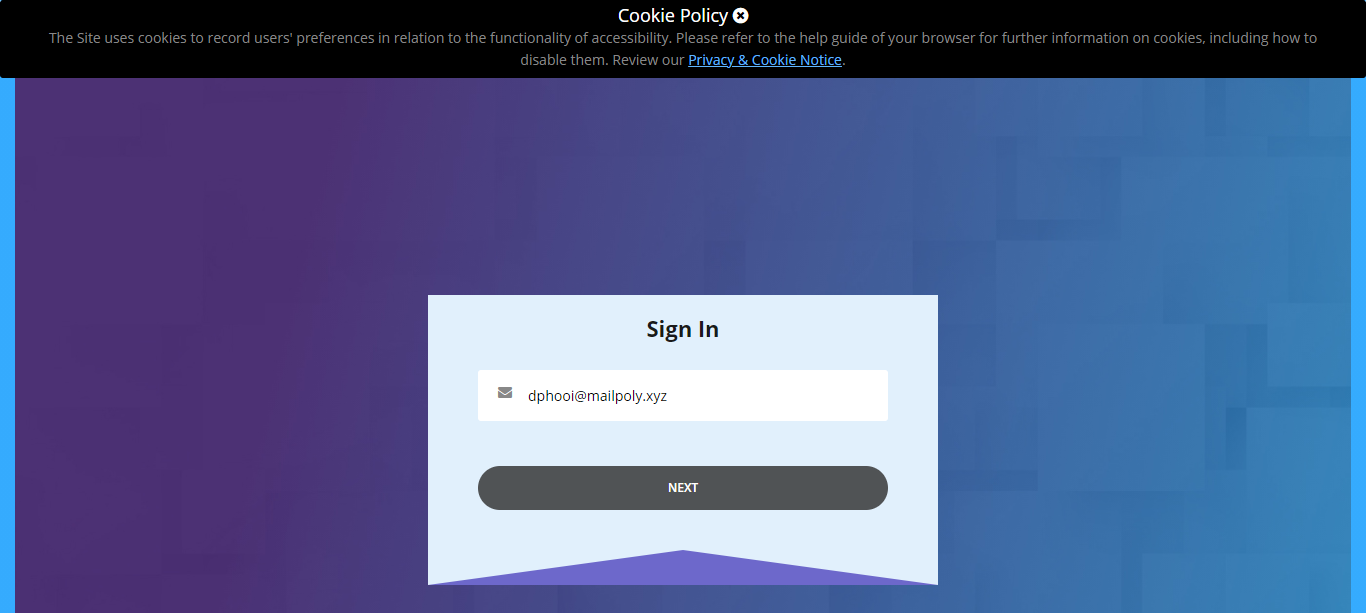 Cookie Policy
The Site uses cookies to record users' preferences in relation to the functionality of accessibility. Please refer to the help guide of your browser for further information on cookies, including how to
disable them. Review our Privacy & Cookie Notice.
Sign In
dphooi@mailpoly.xyz
NEXT